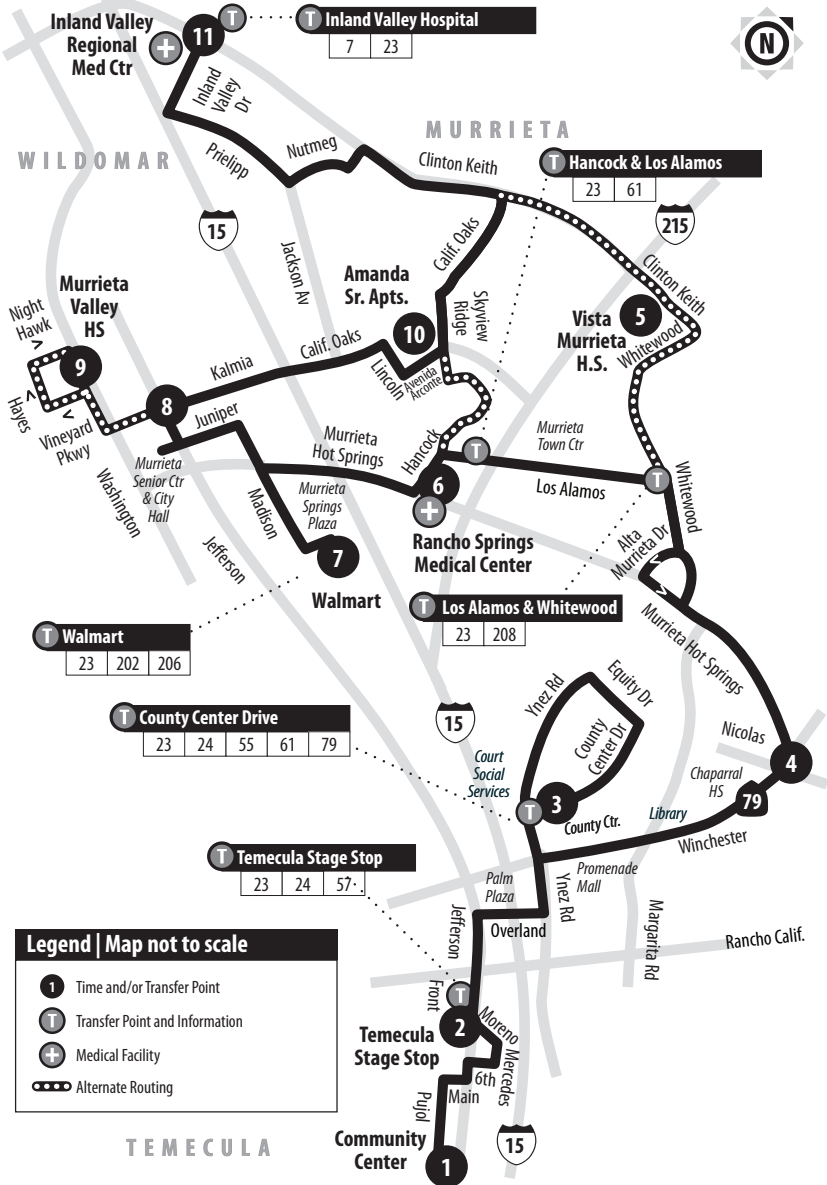 Inland Valley
Regional
Med Ctr
11
T
T
Inland Valley Hospital
7 23
N
Inland
Valley
Dr
MURRIETA
WILDOMAR
Prielipp
Nutmeg
Clinton Keith
T
Hancock & Los Alamos
23 61
15
215
Jackson Av
Calif. Oaks
Clinton Keith
Amanda
Sr. Apts.
10
Skyview
Ridge
Vista
Murrieta
H.S.
5
Whitewood
Murrieta
Valley
HS
Night
Hawk
9
Hayes
Vineyard
Pkwy
8
Kalmia
Calif. Oaks
Lincoln
Avenida
Arconte
Juniper
Murrieta
Senior Ctr
& City
Hall
Washington
Murrieta
Hot Springs
Hancock
T
Murrieta
Town Ctr
Los Alamos
T
Whitewood
Madison
Murrieta
Springs
Plaza
6
Rancho Springs
Medical Center
Alta
Murrieta Dr
Jefferson
7
Walmart
T
Los Alamos & Whitewood
23 208
Murrieta Hot Springs
T
Walmart
23 202 206
Ynez Rd
Equity Dr
County
Center Dr
T
County Center Drive
23 24 55 61 79
15
Court
Social
Services
T
3
County Ctr.
Nicolas
4
Chaparral
HS
79
Library
Winchester
T
Temecula Stage Stop
23 24 57
Palm
Plaza
Ynez Rd
Promenade
Mall
Jefferson
Overland
Margarita Rd
Rancho Calif.
Legend | Map not to scale
1 Time and/or Transfer Point
T Transfer Point and Information
Medical Facility
Alternate Routing
Front
T
2
Temecula
Stage Stop
Moreno
Mercedes
6th
Main
Pujol
TEMECULA
Community
Center
1
15